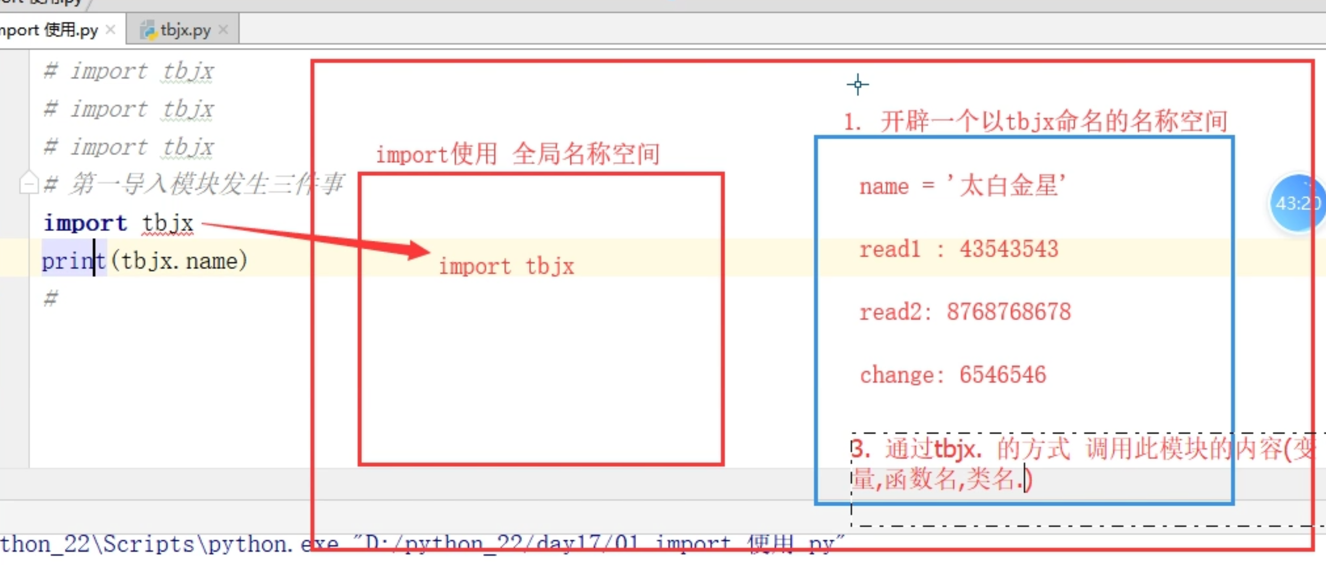 import 使用.py
tbjx.py
# import tbjx
# import tbjx
# import tbjx
# 第一导入模块发生三件事
import tbjx
print(tbjx.name)
#
import使用 全局名称空间
import tbjx
1. 开辟一个以tbjx命名的名称空间
name = '太白金星'
read1 : 43543543
read2: 8768768678
change: 6546546
3. 通过tbjx. 的方式 调用此模块的内容(变
量,函数名,类名.)
43:20
thon_22\Scripts\python.exe "D:/python_22/day17/01 import 使用.py"